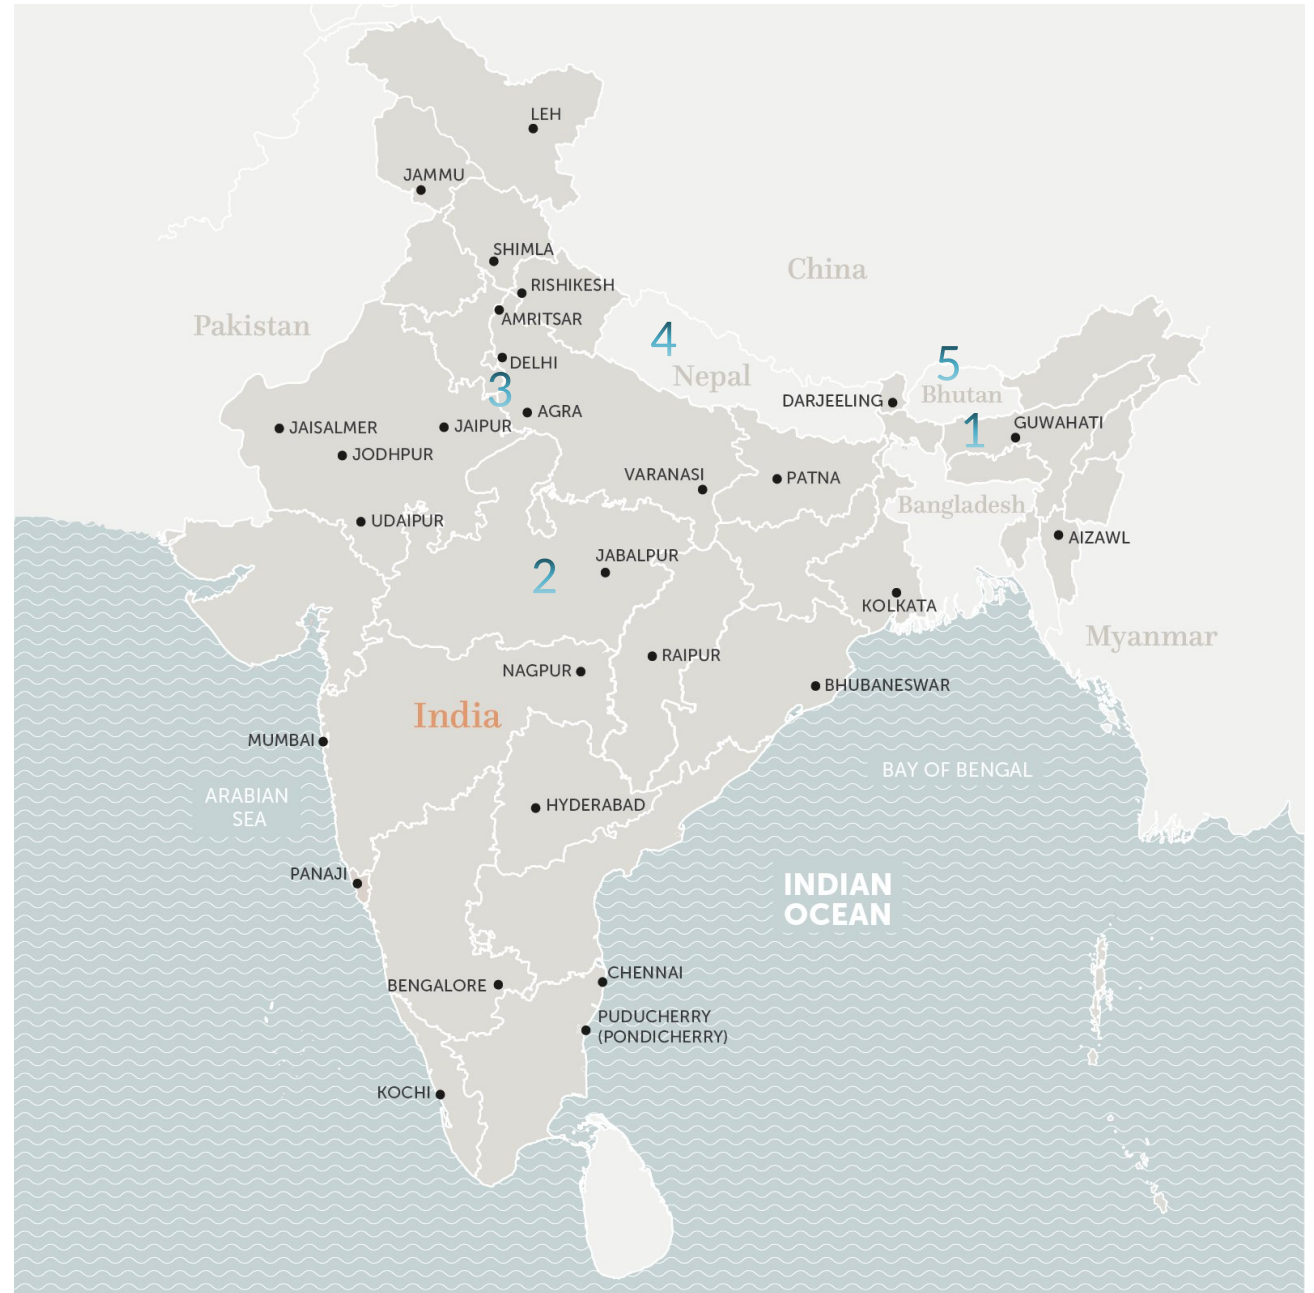 LEH
JAMMU
SHIMLA
China
RISHIKESH
Pakistan
AMRITSAR
4
DELHI
5
Nepal
3
Bhutan
DARJEELING
AGRA
1
GUWAHATI
JAISALMER
JAIPUR
JODHPUR
VARANASI
PATNA
Bangladesh
UDAIPUR
AIZAWL
JABALPUR
2
KOLKATA
Myanmar
RAIPUR
NAGPUR
BHUBANESWAR
India
MUMBAI
BAY OF BENGAL
ARABIAN
SEA
HYDERABAD
PANAJI
INDIAN
OCEAN
CHENNAI
BENGALORE
PUDUCHERRY
(PONDICHERRY)
KOCHI